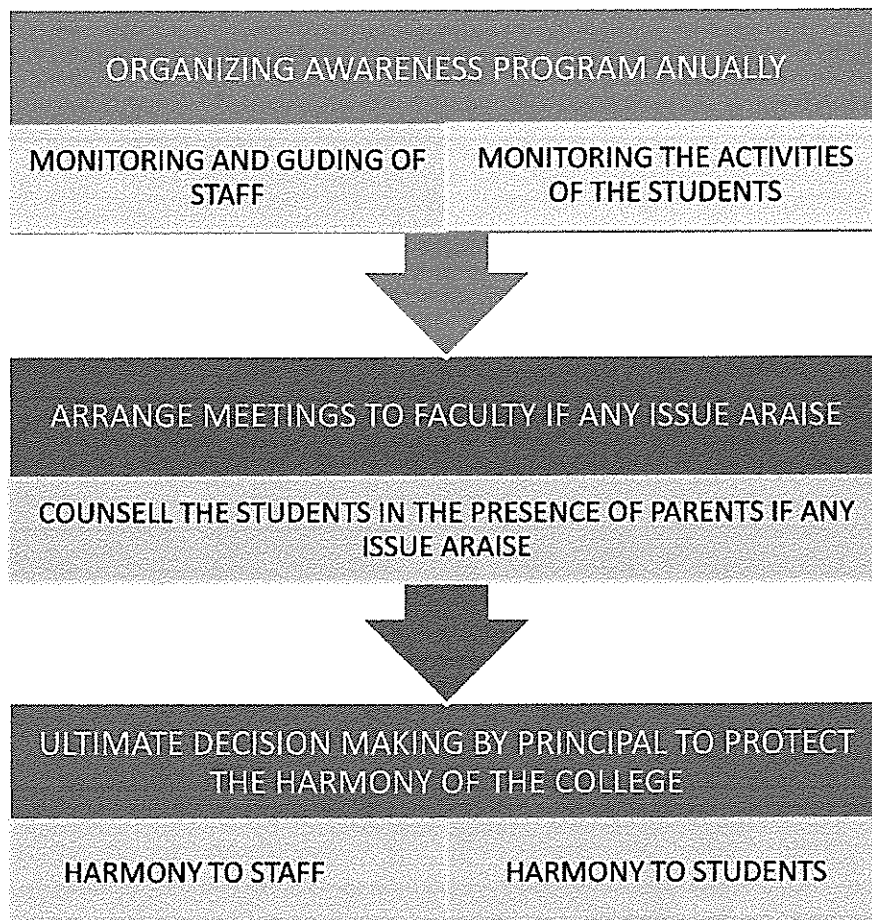 ORGANIZING AWARENESS PROGRAM ANUALLY
MONITORING AND GUDING OF
STAFF
MONITORING THE ACTIVITIES
OF THE STUDENTS
ARRANGE MEETINGS TO FACULTY IF ANY ISSUE ARAISE
COUNSELL THE STUDENTS IN THE PRESENCE OF PARENTS IF ANY
ISSUE ARAISE
ULTIMATE DECISION MAKING BY PRINCIPAL TO PROTECT
THE HARMONY OF THE COLLEGE
HARMONY TO STAFF
HARMONY TO STUDENTS